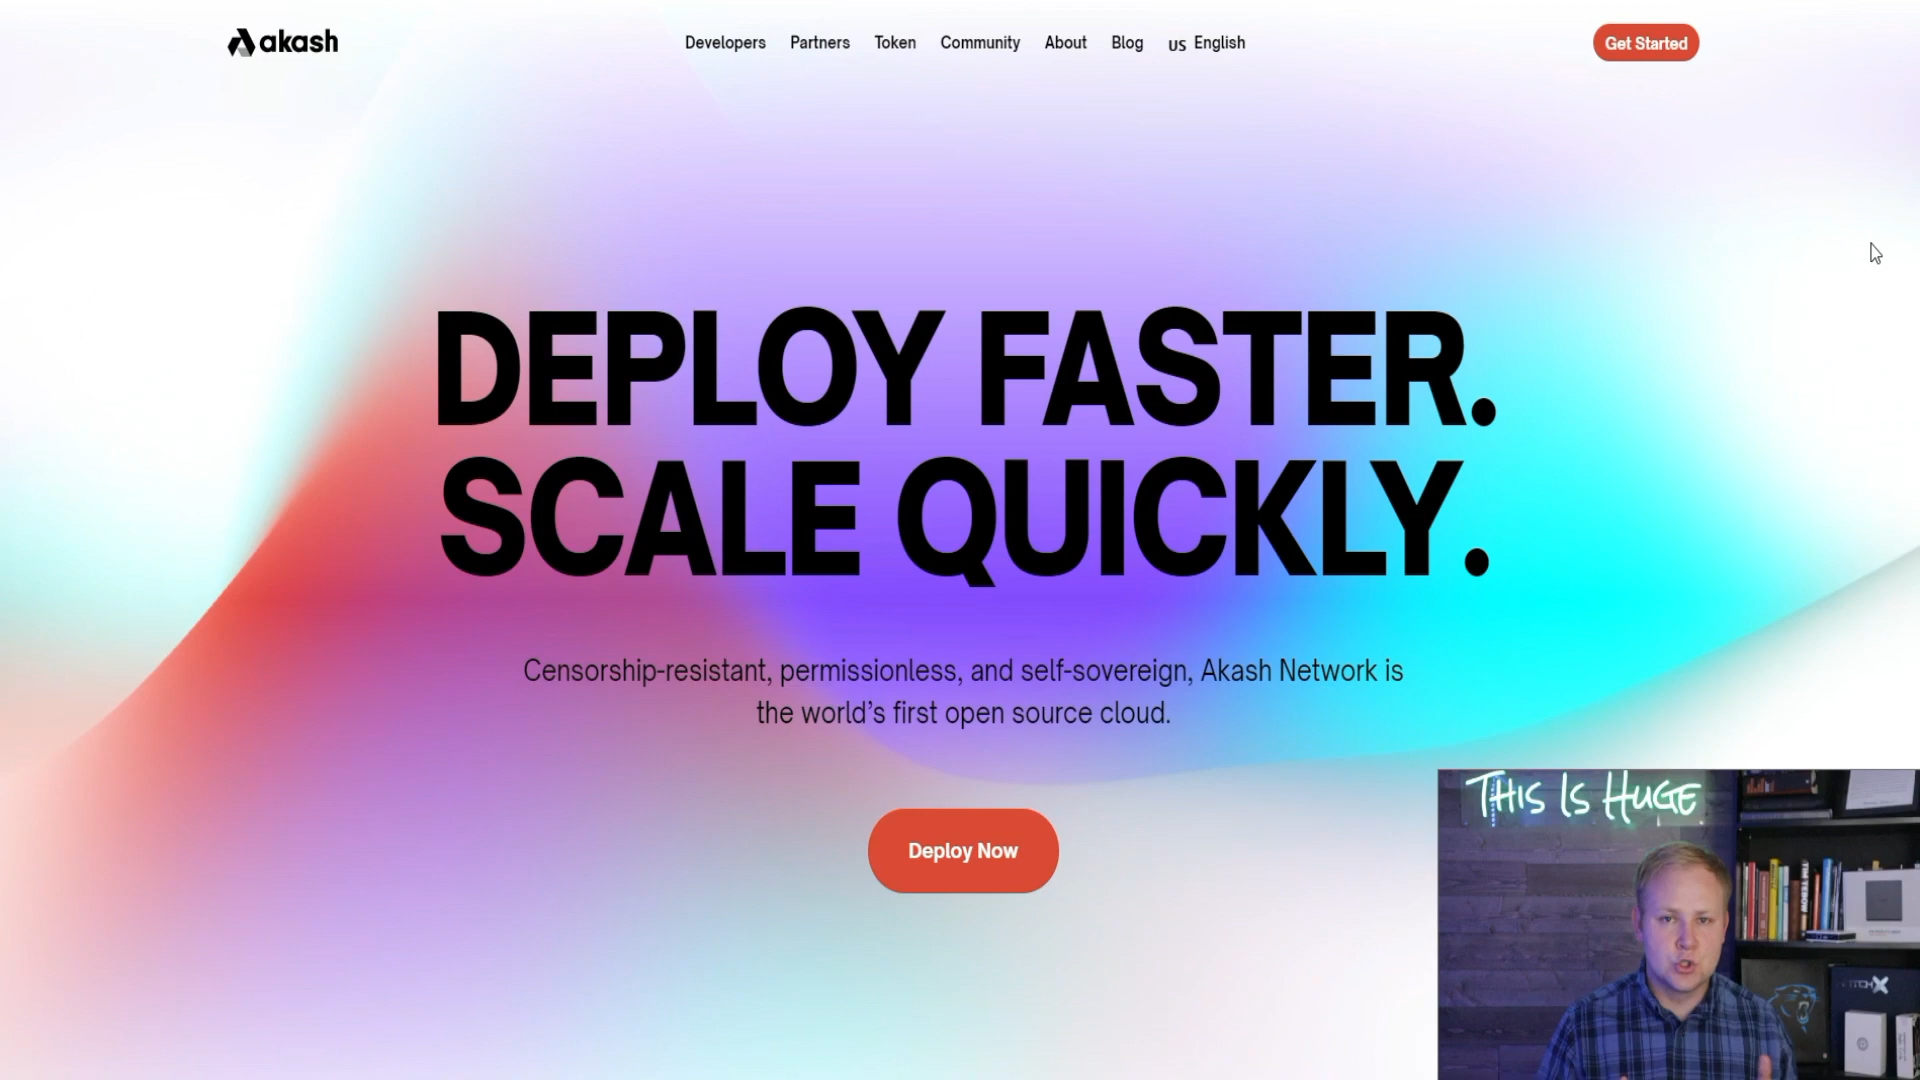 akash
Developers Partners Token Community About Blog US English
Get Started
DEPLOY FASTER.
SCALE QUICKLY.
Censorship-resistant, permissionless, and self-sovereign, Akash Network is
the world’s first open source cloud.
Deploy Now
THIS IS HUGE